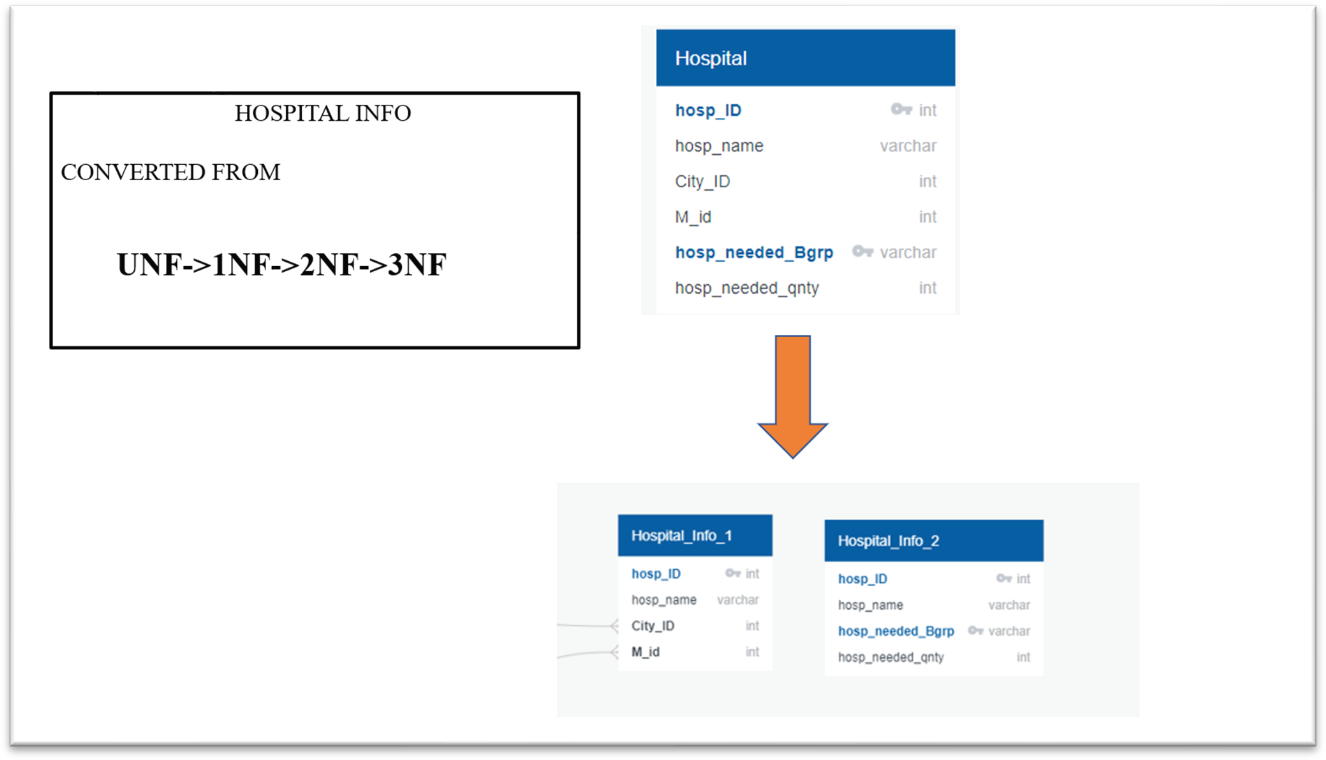 HOSPITAL INFO
CONVERTED FROM
UNF->1NF->2NF->3NF
Hospital
hosp_ID int
hosp_name varchar
City_ID int
M_id int
hosp_needed_Bgrp varchar
hosp_needed_qnty int
Hospital_Info_1
hosp_ID int
hosp_name varchar
City_ID int
M_id int
Hospital_Info_2
hosp_ID int
hosp_name varchar
hosp_needed_Bgrp varchar
hosp_needed_qnty int